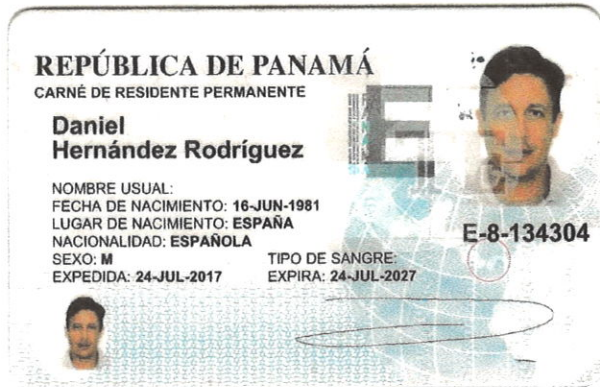 REPÚBLICA DE PANAMÁ
CARNÉ DE RESIDENTE PERMANENTE
E
Daniel
Hernández Rodríguez
NOMBRE USUAL:
FECHA DE NACIMIENTO: 16-JUN-1981
LUGAR DE NACIMIENTO: ESPAÑA
NACIONALIDAD: ESPAÑOLA
E-8-134304
SEXO: M TIPO DE SANGRE:
EXPEDIDA: 24-JUL-2017 EXPIRA: 24-JUL-2027